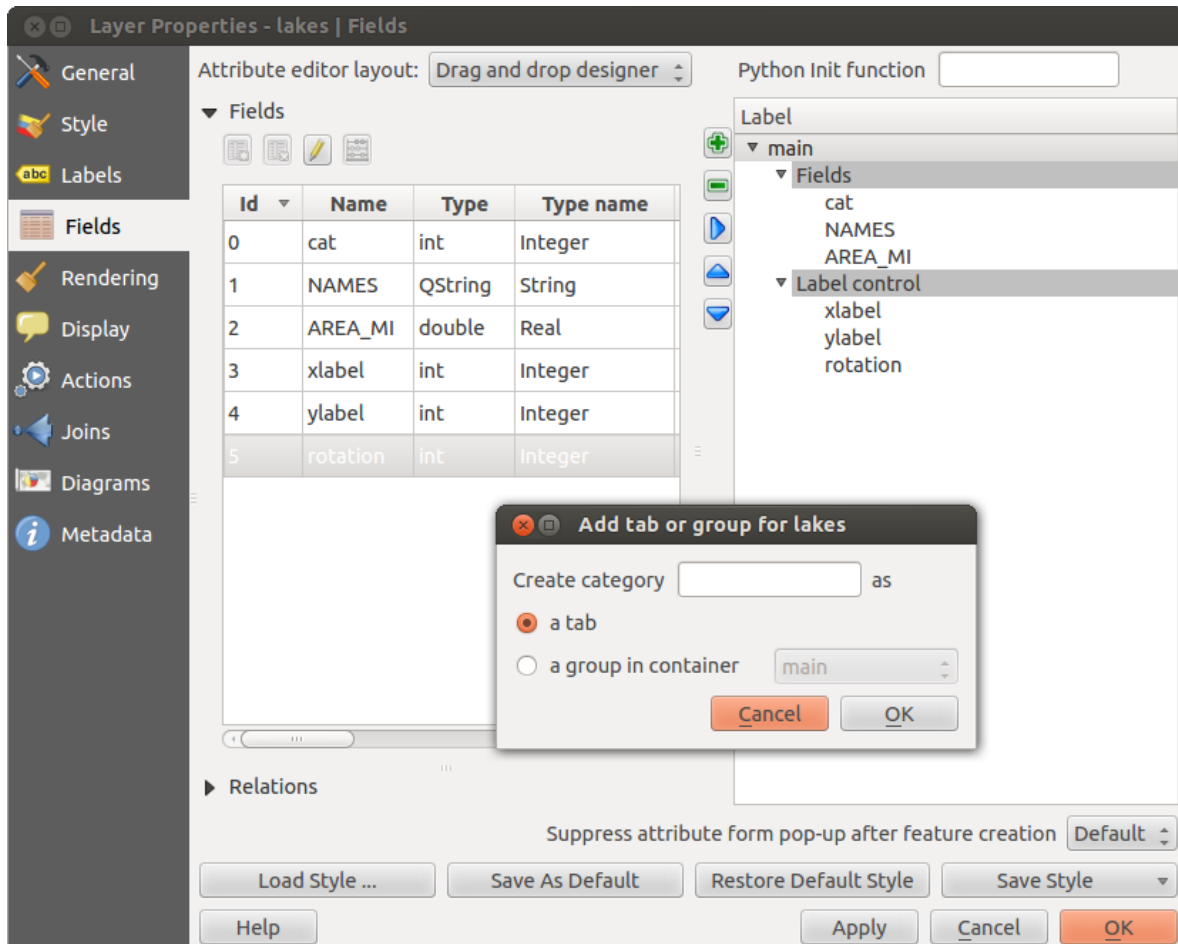 Layer Properties - lakes | Fields
General
Style
abc Labels
Fields
Rendering
Display
Actions
Joins
Diagrams
Metadata
Attribute editor layout: Drag and drop designer
Python Init function
Fields
Id Name Type Type name
0 cat int Integer
1 NAMES QString String
2 AREA_MI double Real
3 xlabel int Integer
4 ylabel int Integer
5 rotation int Integer
Label
main
Fields
cat
NAMES
AREA_MI
Label control
xlabel
ylabel
rotation
Add tab or group for lakes
Create category as
a tab
a group in container main
Cancel OK
Relations
Suppress attribute form pop-up after feature creation Default
Load Style ... Save As Default Restore Default Style Save Style
Help Apply Cancel OK